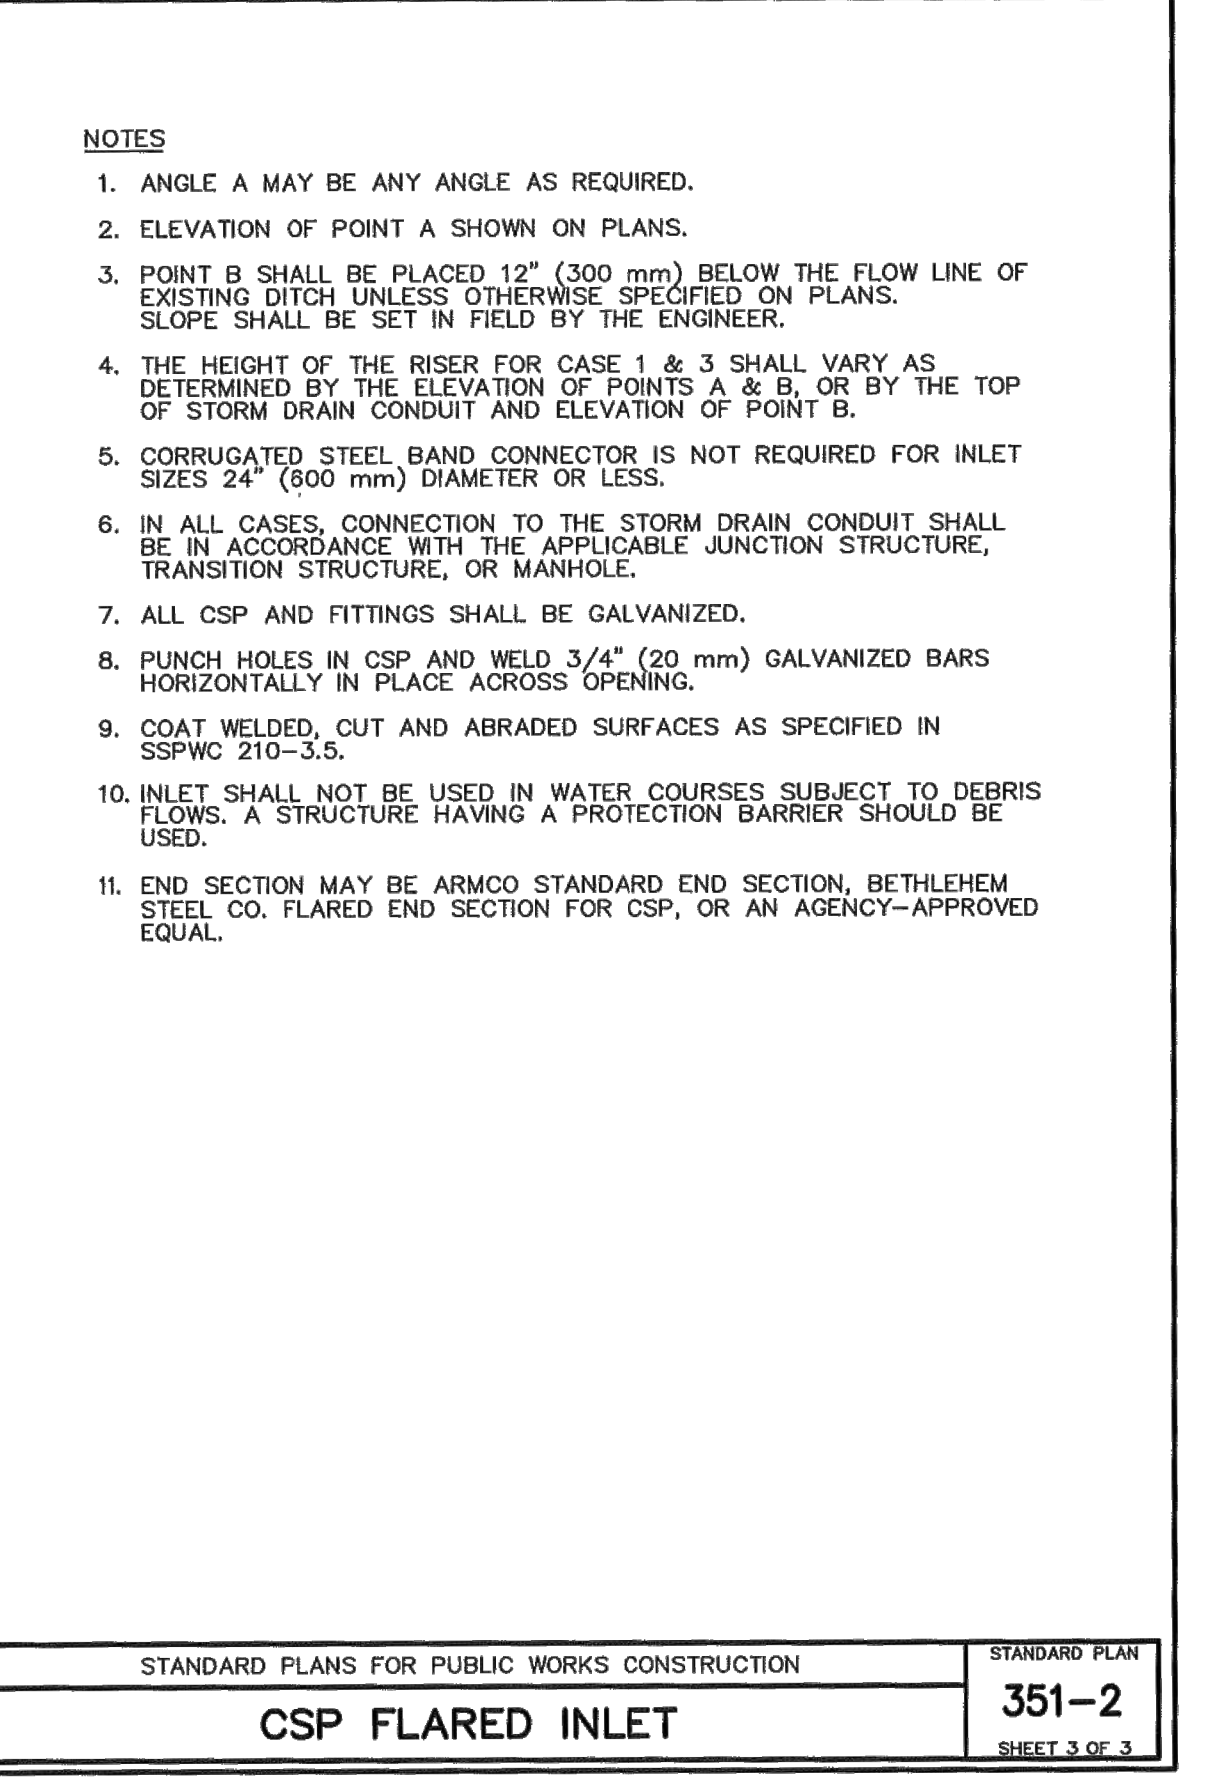 NOTES
1. ANGLE A MAY BE ANY ANGLE AS REQUIRED.
2. ELEVATION OF POINT A SHOWN ON PLANS.
3. POINT B SHALL BE PLACED 12" (300 mm) BELOW THE FLOW LINE OF
EXISTING DITCH UNLESS OTHERWISE SPECIFIED ON PLANS.
SLOPE SHALL BE SET IN FIELD BY THE ENGINEER.
4. THE HEIGHT OF THE RISER FOR CASE 1 & 3 SHALL VARY AS
DETERMINED BY THE ELEVATION OF POINTS A & B, OR BY THE TOP
OF STORM DRAIN CONDUIT AND ELEVATION OF POINT B.
5. CORRUGATED STEEL BAND CONNECTOR IS NOT REQUIRED FOR INLET
SIZES 24" (600 mm) DIAMETER OR LESS.
6. IN ALL CASES, CONNECTION TO THE STORM DRAIN CONDUIT SHALL
BE IN ACCORDANCE WITH THE APPLICABLE JUNCTION STRUCTURE,
TRANSITION STRUCTURE, OR MANHOLE.
7. ALL CSP AND FITTINGS SHALL BE GALVANIZED.
8. PUNCH HOLES IN CSP AND WELD 3/4" (20 mm) GALVANIZED BARS
HORIZONTALLY IN PLACE ACROSS OPENING.
9. COAT WELDED, CUT AND ABRADED SURFACES AS SPECIFIED IN
SSPWC 210-3.5.
10. INLET SHALL NOT BE USED IN WATER COURSES SUBJECT TO DEBRIS
FLOWS. A STRUCTURE HAVING A PROTECTION BARRIER SHOULD BE
USED.
11. END SECTION MAY BE ARMCO STANDARD END SECTION, BETHLEHEM
STEEL CO. FLARED END SECTION FOR CSP, OR AN AGENCY-APPROVED
EQUAL.
STANDARD PLANS FOR PUBLIC WORKS CONSTRUCTION
CSP FLARED INLET
STANDARD PLAN
351-2
SHEET 3 OF 3